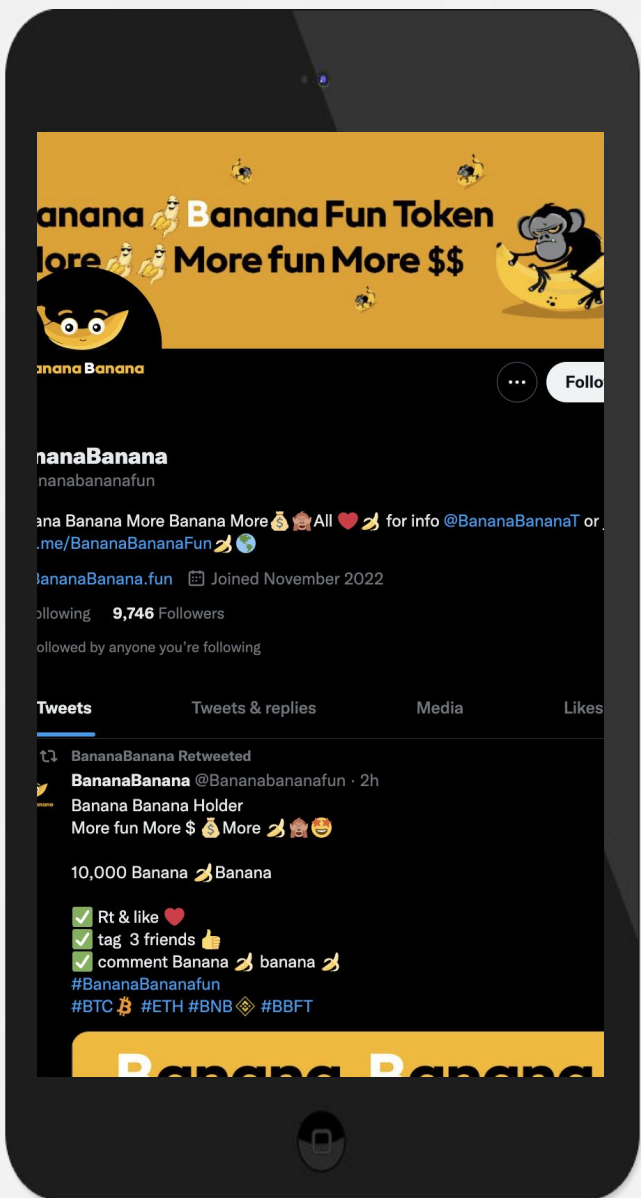 anana 🍌 Banana Fun Token
ore 🍌🍌 More fun More $$
anana Banana
Follo
nanaBanana
nanabananafun
ana Banana More Banana More💰🙈All ❤️🍌 for info @BananaBananaT or
.me/BananaBananaFun🍌🌎
BananaBanana.fun Joined November 2022
ollowing 9,746 Followers
ollowed by anyone you're following
Tweets Tweets & replies Media Likes
BananaBanana Retweeted
BananaBanana @Bananabananafun · 2h
Banana Banana Holder
More fun More $ 💰More 🍌🙈🤩
10,000 Banana 🍌Banana
✅ Rt & like ❤️
✅ tag 3 friends 👍
✅ comment Banana 🍌 banana 🍌
#BananaBananafun
#BTC #ETH #BNB #BBFT
Banana Banana